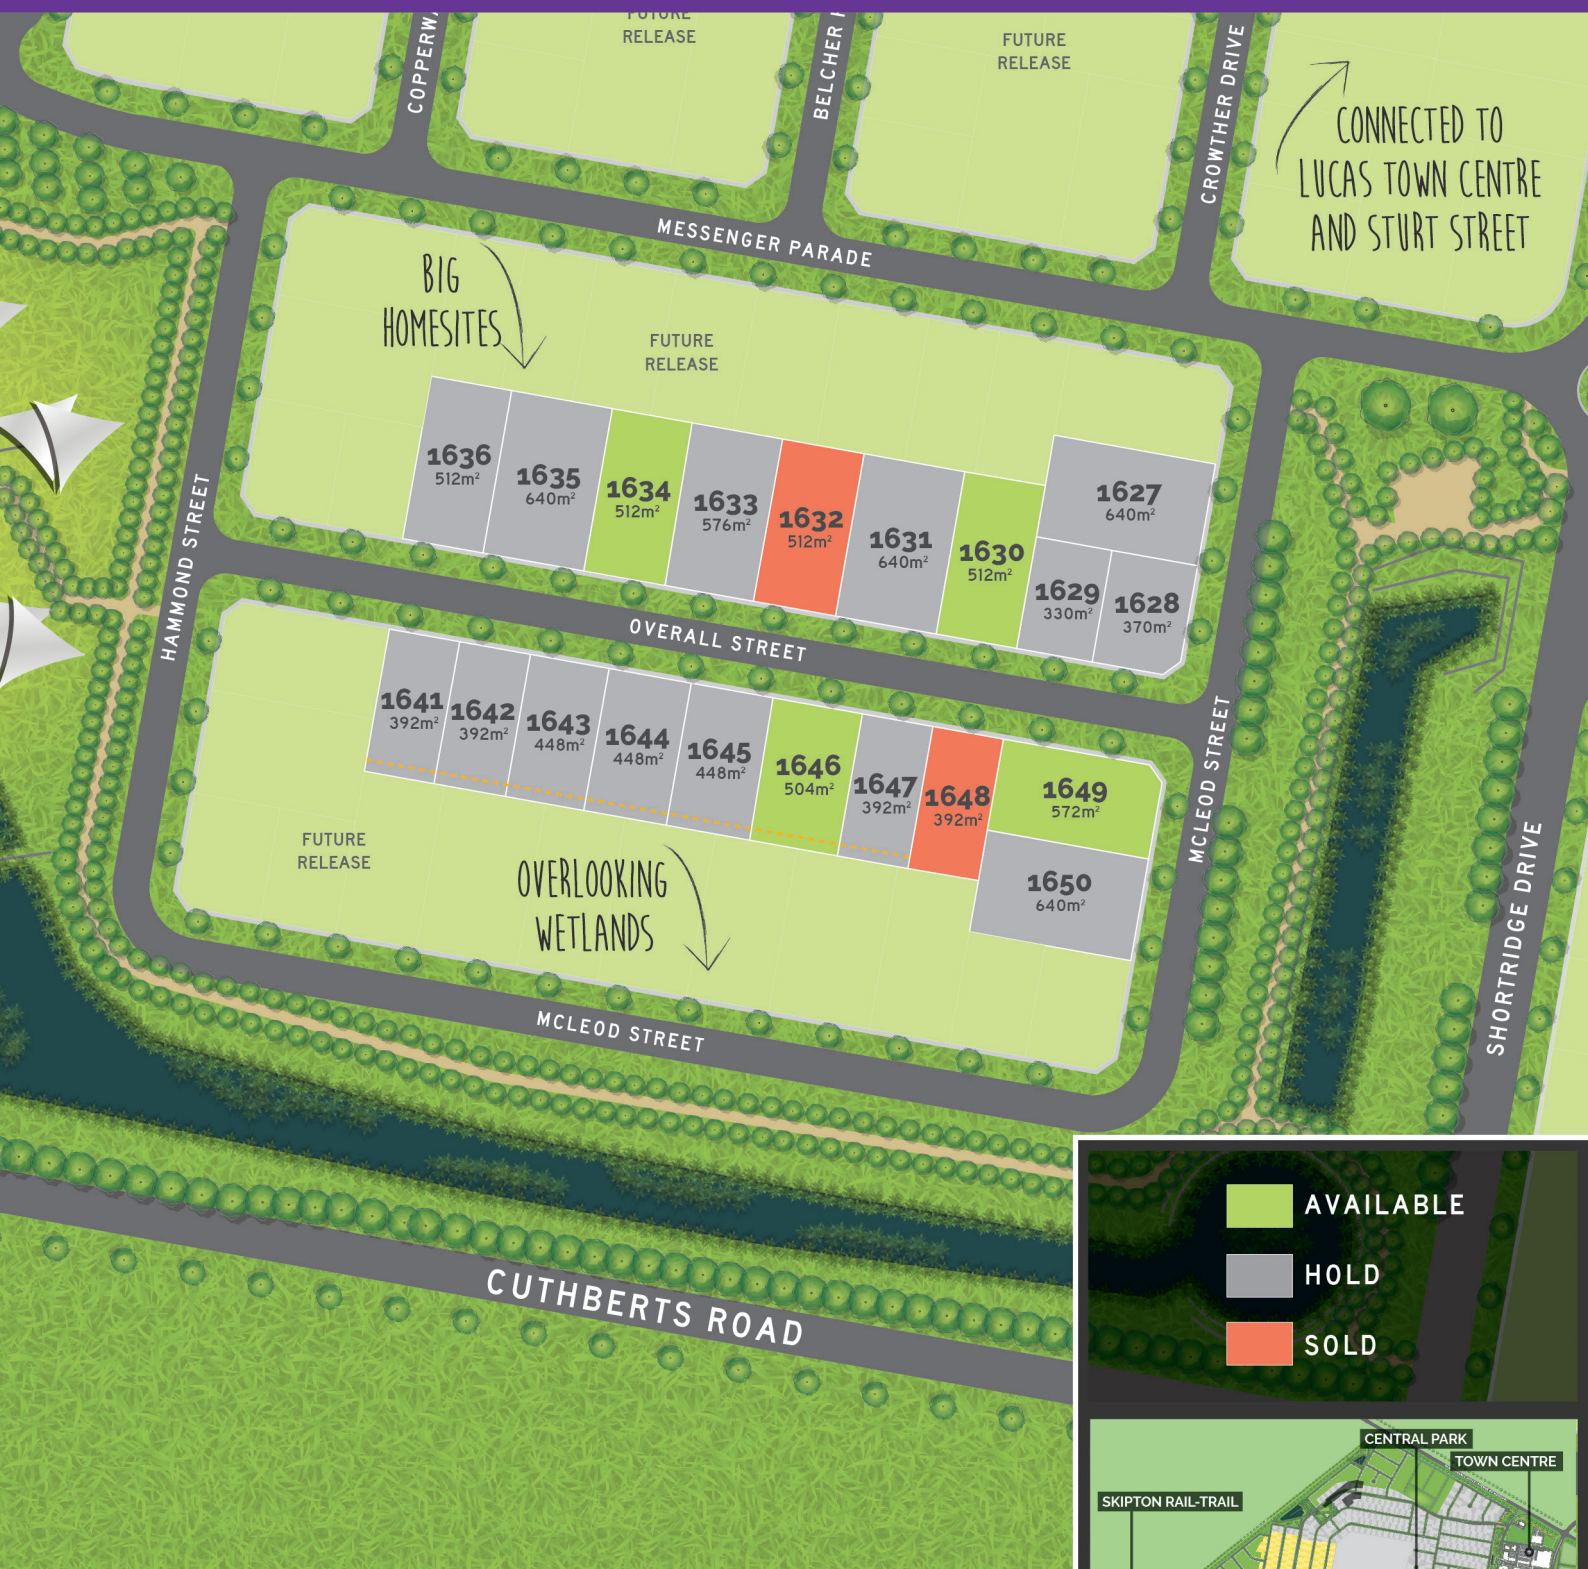 FUTURE
RELEASE
FUTURE
RELEASE
CROWTHER DRIVE
CONNECTED TO
LUCAS TOWN CENTRE
AND STURT STREET
MESSENGER PARADE
BIG
HOMESITES
FUTURE
RELEASE
HAMMOND STREET
1636
512m²
1635
640m²
1634
512m²
1633
576m²
1632
512m²
1631
640m²
1630
512m²
1627
640m²
1629
330m²
1628
370m²
OVERALL STREET
1641
392m²
1642
392m²
1643
448m²
1644
448m²
1645
448m²
1646
504m²
1647
392m²
1648
392m²
1649
572m²
1650
640m²
MCLEOD STREET
SHORTRIDGE DRIVE
FUTURE
RELEASE
OVERLOOKING
WETLANDS
MCLEOD STREET
CUTHBERTS ROAD
AVAILABLE
HOLD
SOLD
CENTRAL PARK
TOWN CENTRE
SKIPTON RAIL-TRAIL